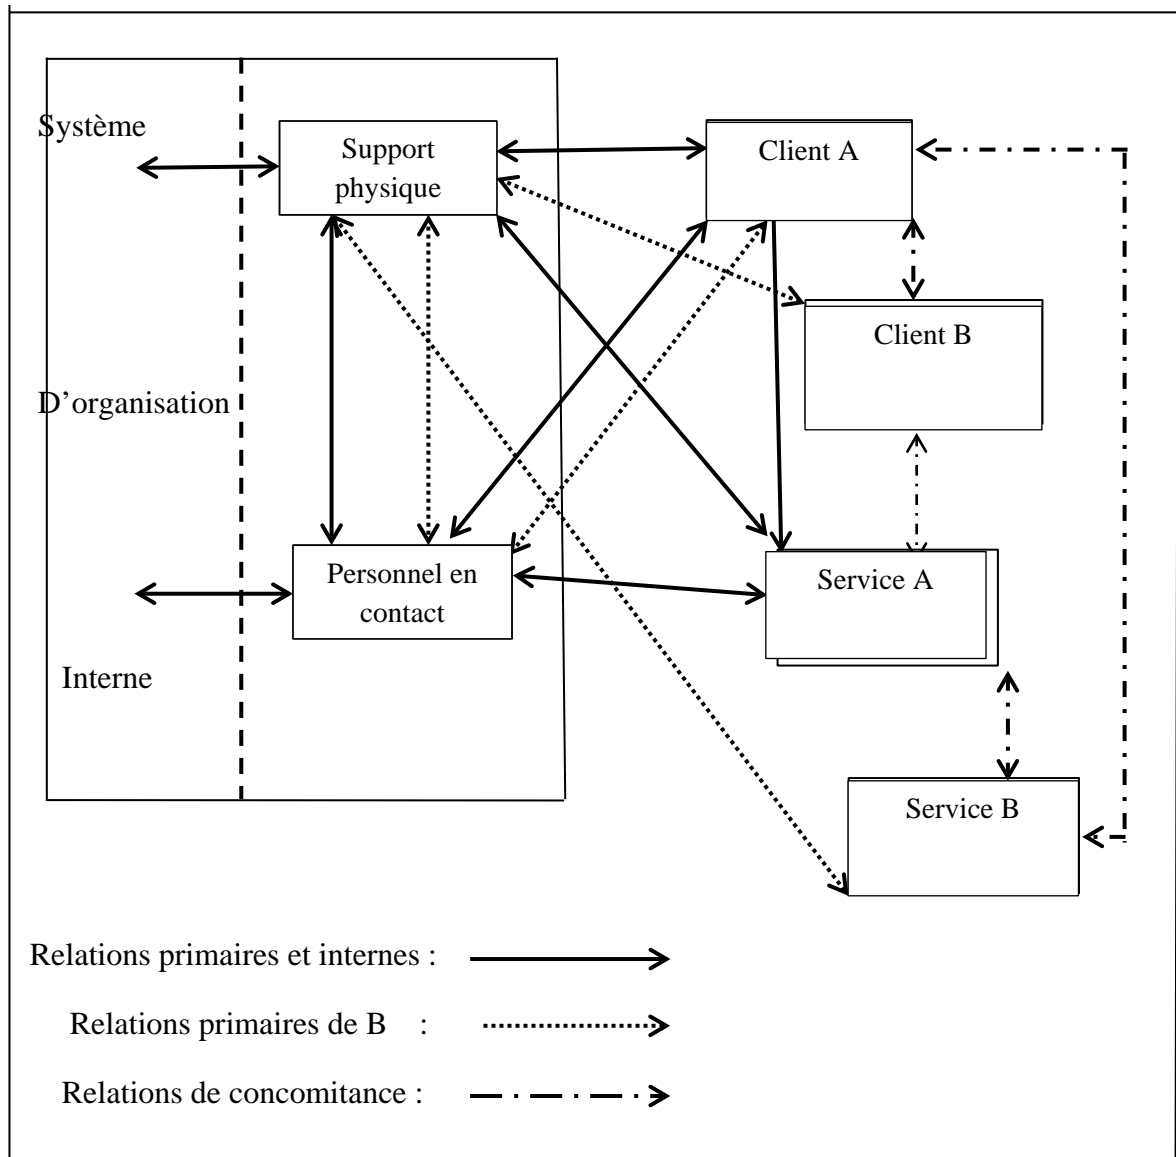 Système
Support
physique
Client A
Client B
D’organisation
Personnel en
contact
Service A
Interne
Service B
Relations primaires et internes :
Relations primaires de B :
Relations de concomitance :